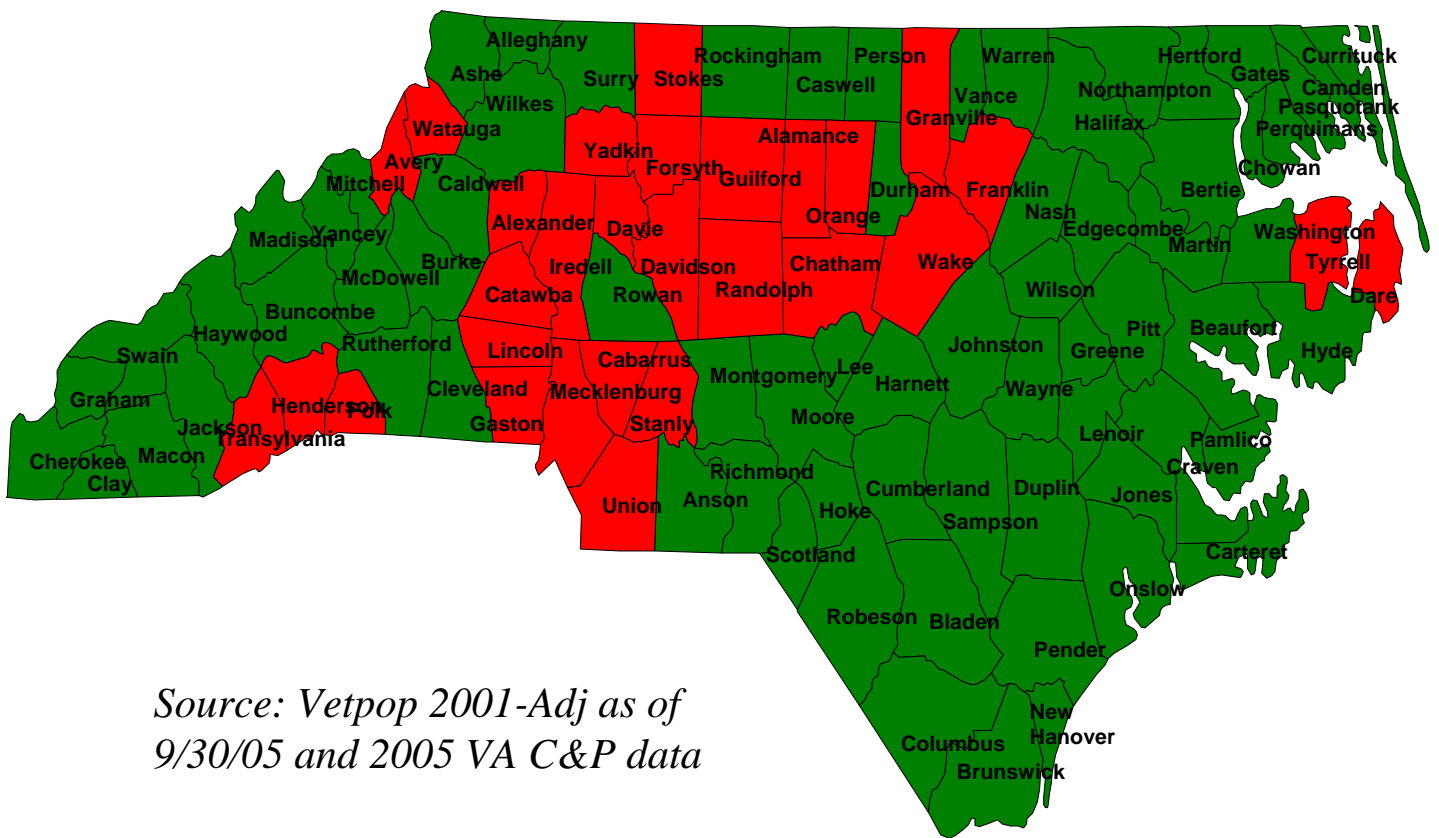 Alleghany
Currituck
Hertford
Rockingham
Person
Warren
Ashe
Surry
Stokes
Gates
Caswell
Camden
Northampton
Vance
Wilkes
Pasquotank
Granville
Halifax
Watauga
Perquimans
Alamance
Yadkin
Avery
Forsyth
Chowan
Guilford
Mitchell
Caldwell
Durham
Franklin
Bertie
Nash
Orange
Alexander
Davie
Edgecombe
Washington
Yancey
Madison
Martin
Burke
Iredell
Davidson
Chatham
Wake
Tyrrell
McDowell
Catawba
Rowan
Randolph
Wilson
Dare
Buncombe
Haywood
Pitt
Beaufort
Rutherford
Lincoln
Johnston
Greene
Hyde
Swain
Cabarrus
Lee
Montgomery
Harnett
Cleveland
Mecklenburg
Wayne
Graham
Henderson
Polk
Moore
Gaston
Stanly
Jackson
Transylvania
Lenoir
Pamlico
Macon
Cherokee
Craven
Richmond
Clay
Anson
Cumberland
Duplin
Jones
Union
Hoke
Sampson
Scotland
Carteret
Onslow
Robeson
Bladen
Pender
Source: Vetpop 2001-Adj as of
9/30/05 and 2005 VA C&P data
New
Hanover
Columbus
Brunswick